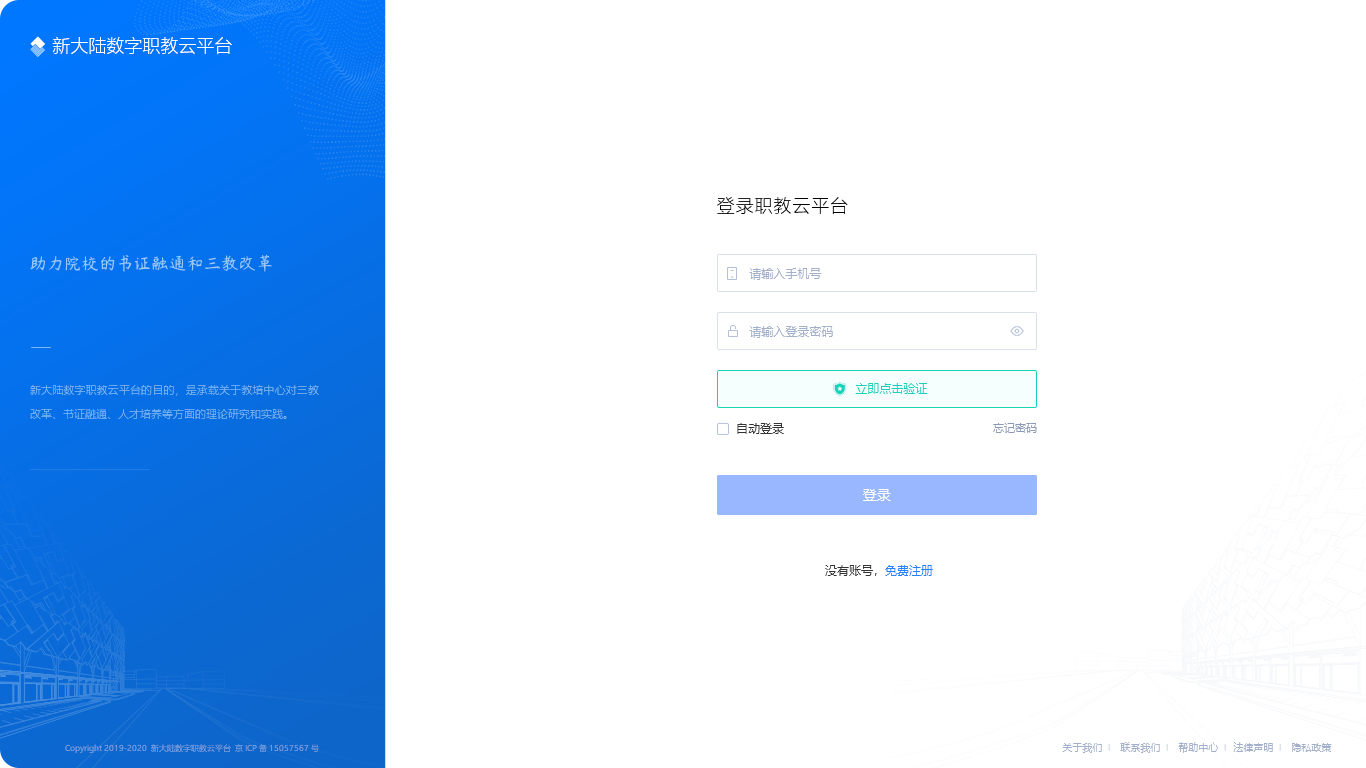 新大陆数字职教云平台
助力院校的书证融通和三教改革
新大陆数字职教云平台的目的，是承载关于教培中心对三教
改革、书证融通、人才培养等方面的理论研究和实践。
Copyright 2019-2020 新大陆数字职教云平台 京 ICP 备 15057567 号
登录职教云平台
请输入手机号
请输入登录密码
立即点击验证
自动登录 忘记密码
登录
没有账号，免费注册
关于我们 | 联系我们 | 帮助中心 | 法律声明 | 隐私政策